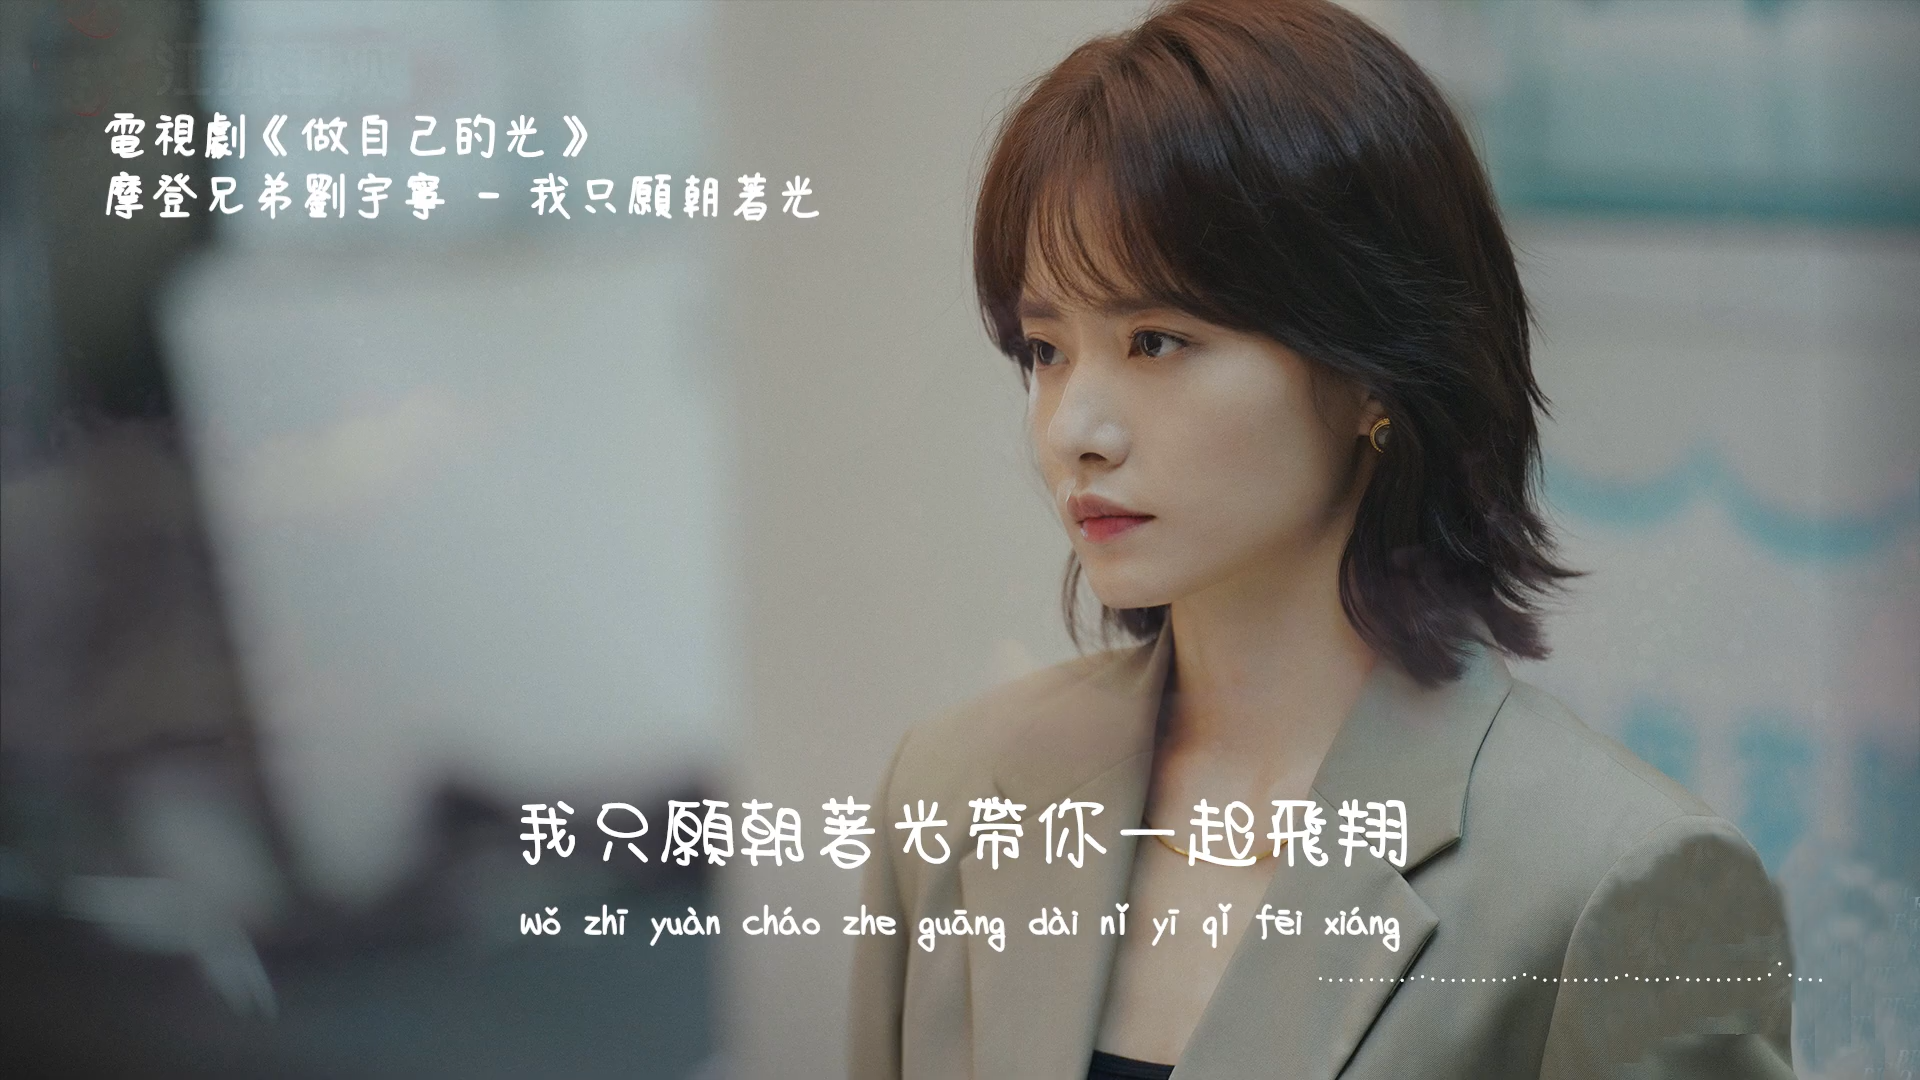 電視劇《做自己的光》
摩登兄弟劉宇寧 - 我只願朝著光
我只願朝著光帶你一起飛翔
wǒ zhī yuàn cháo zhe guāng dài nǐ yī qǐ fēi xiáng